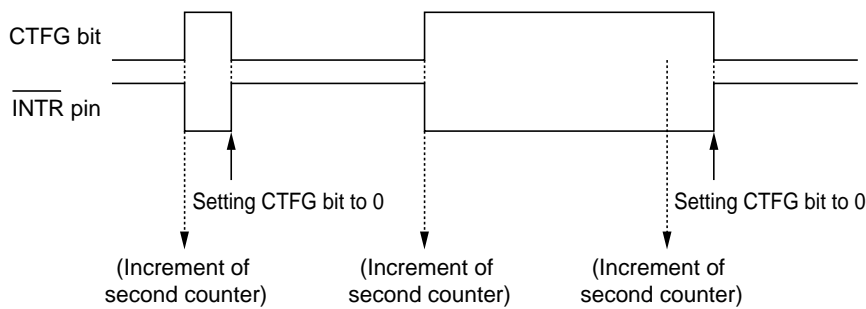 CTFG bit
INTR pin
Setting CTFG bit to 0
Setting CTFG bit to 0
(Increment of
second counter)
(Increment of
second counter)
(Increment of
second counter)